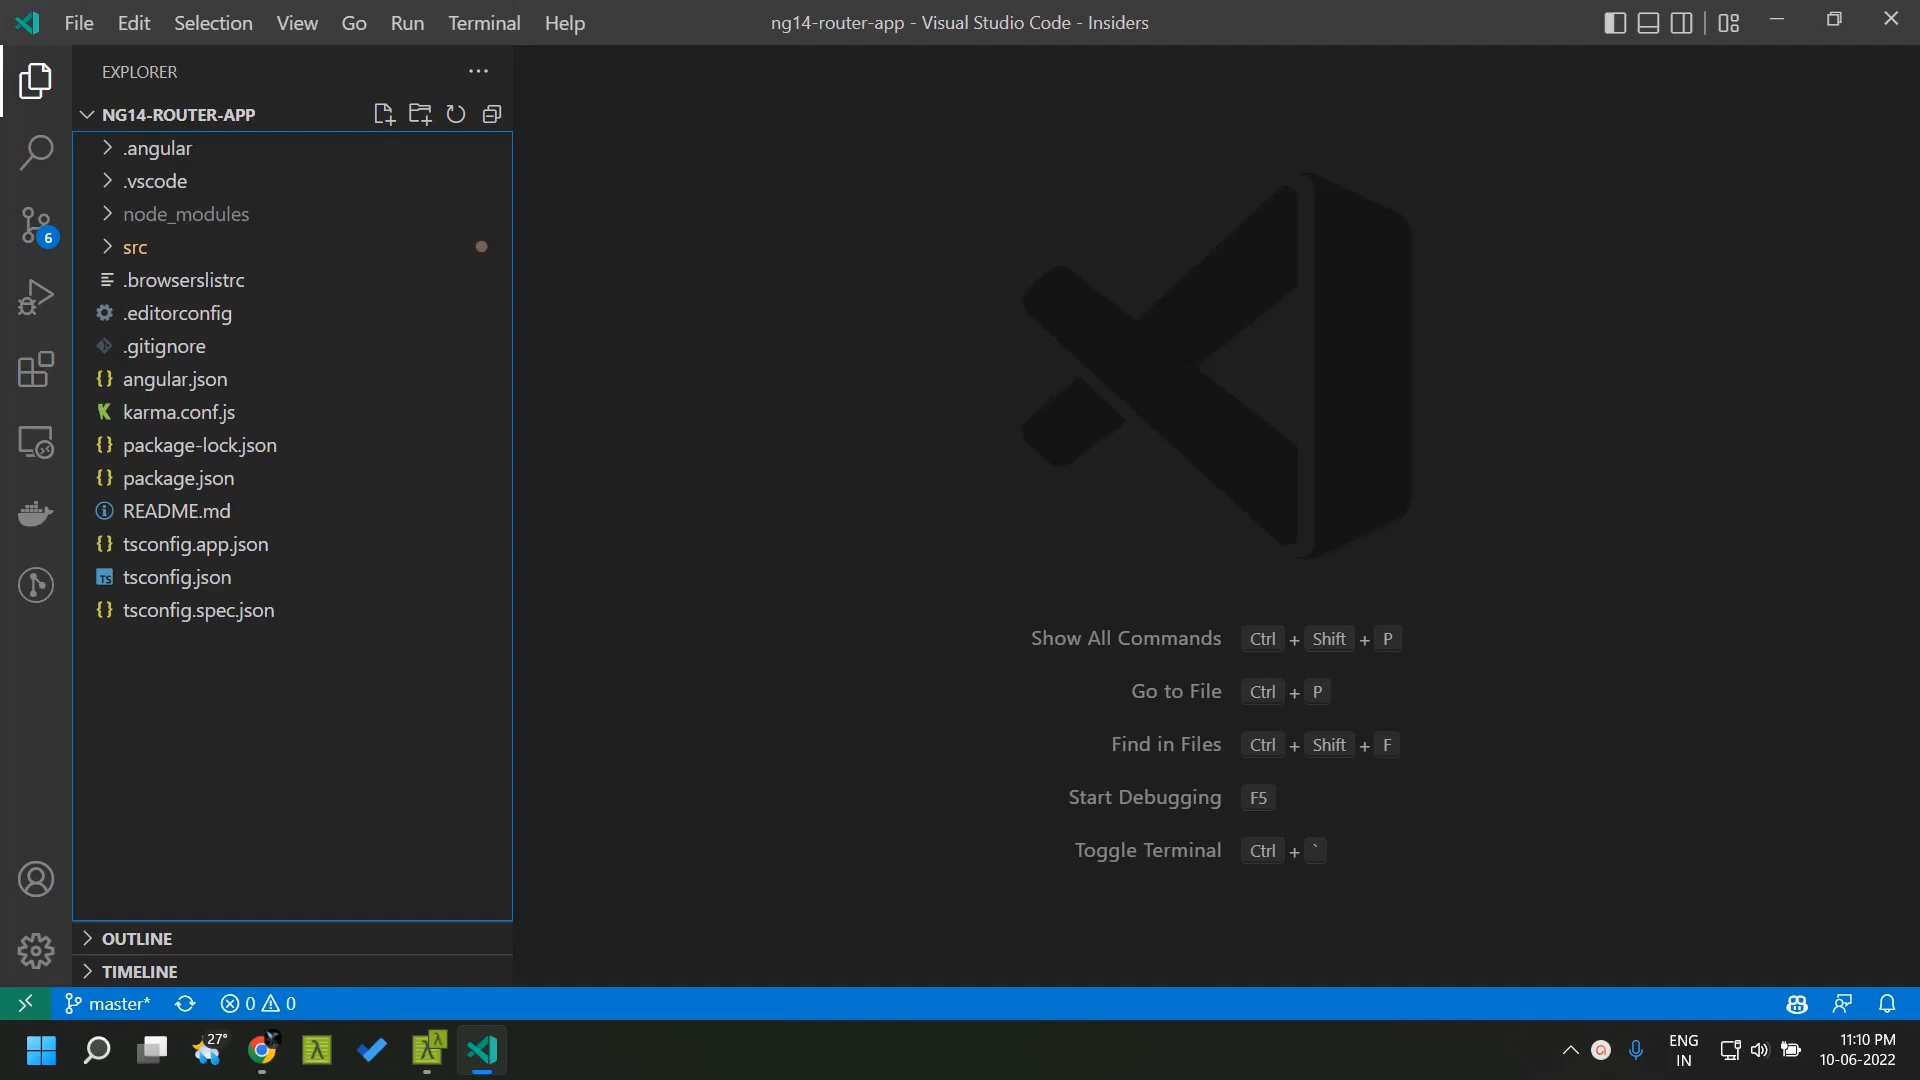 File Edit Selection View Go Run Terminal Help
ng14-router-app - Visual Studio Code - Insiders
EXPLORER
NG14-ROUTER-APP
.angular
.vscode
node_modules
src
.browserslistrc
.editorconfig
.gitignore
angular.json
karma.conf.js
package-lock.json
package.json
README.md
tsconfig.app.json
TS tsconfig.json
tsconfig.spec.json
6
Show All Commands Ctrl + Shift + P
Go to File Ctrl + P
Find in Files Ctrl + Shift + F
Start Debugging F5
Toggle Terminal Ctrl + `
OUTLINE
TIMELINE
master* 0 0
27°
ENG
IN
11:10 PM
10-06-2022